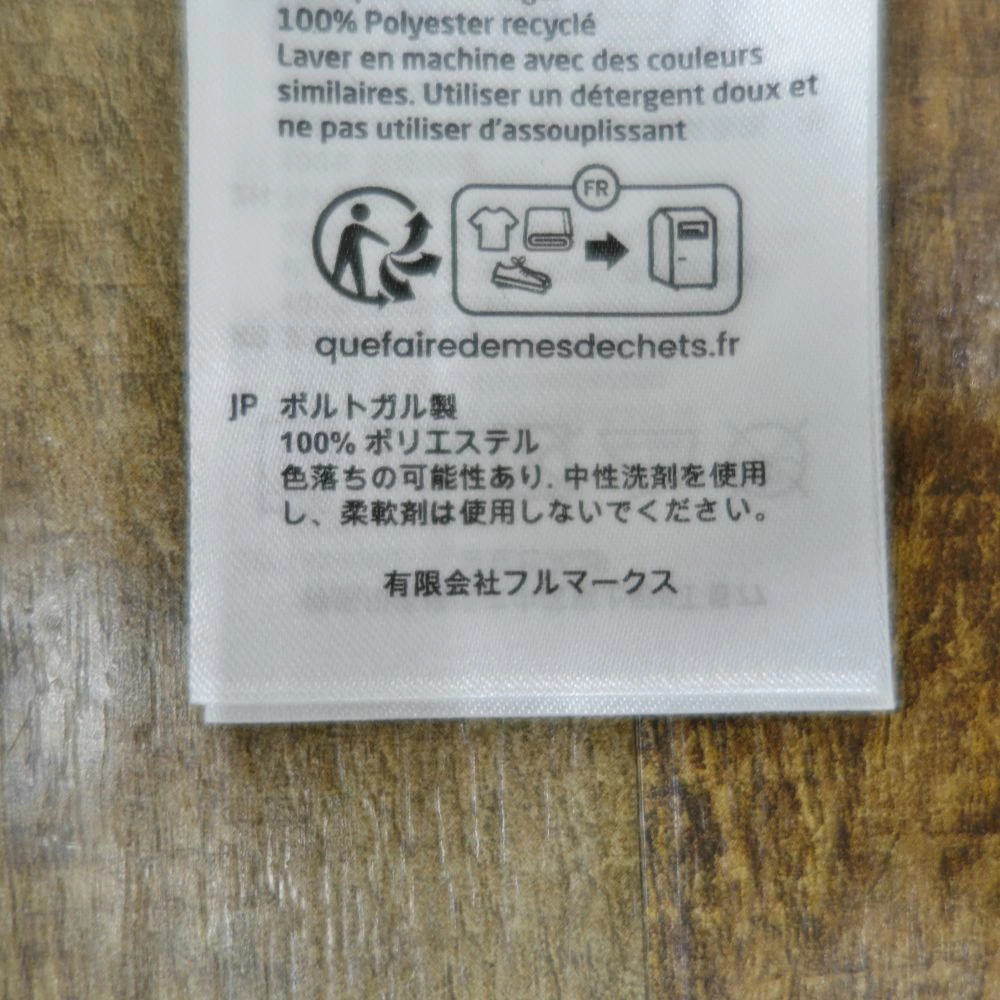 100% Polyester recyclé
Laver en machine avec des couleurs
similaires. Utiliser un détergent doux et
ne pas utiliser d'assouplissant
FR
quefairedemesdechets.fr
JP ポルトガル製
100% ポリエステル
色落ちの可能性あり. 中性洗剤を使用
し、柔軟剤は使用しないでください。
有限会社フルマークス